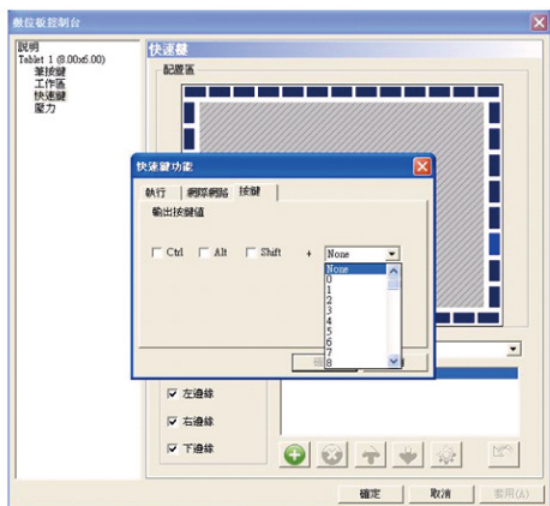 數位板控制台
說明
Tablet 1 (8.00x6.00)
筆按鍵
工作區
快速鍵
壓力
快速鍵
配置區
快速鍵功能
執行
網際網路
按鍵
輸出按鍵值
Ctrl
Alt
Shift
+
None
None
0
1
2
3
4
5
6
7
8
左邊緣
右邊緣
下邊緣
確定
取消
套用(A)